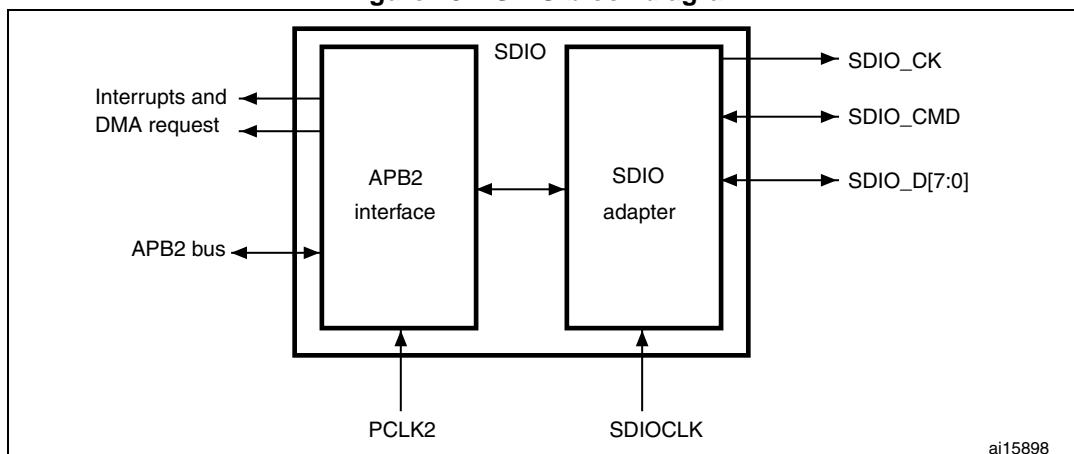 SDIO
SDIO_CK
Interrupts and
DMA request
SDIO_CMD
APB2
interface
SDIO
adapter
SDIO_D[7:0]
APB2 bus
PCLK2
SDIOCLK
ai15898